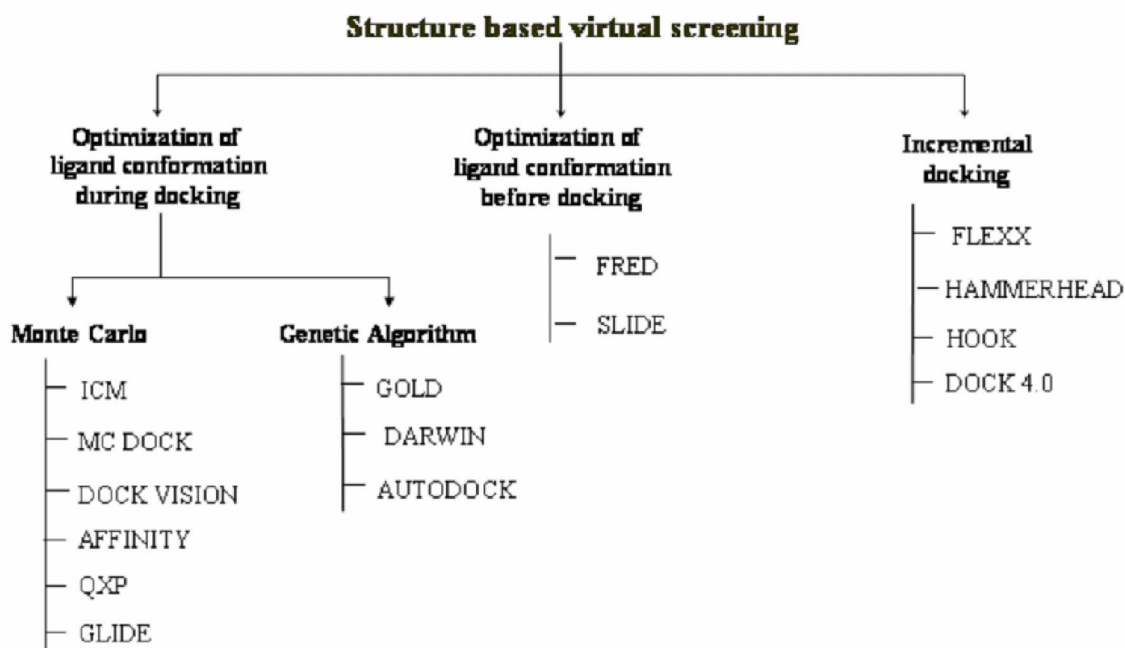 Structure based virtual screening
Optimization of
ligand conformation
during docking
Optimization of
ligand conformation
before docking
Incremental
docking
FRED
SLIDE
FLEXX
HAMMERHEAD
HOOK
DOCK 4.0
Monte Carlo
ICM
MC DOCK
DOCK VISION
AFFINITY
QXP
GLIDE
Genetic Algorithm
GOLD
DARWIN
AUTODOCK